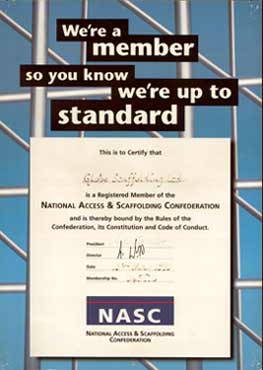 We're a
member
so you know
we're up to
standard
This is to Certify that
Scaffolding Ltd
is a Registered Member of the
NATIONAL ACCESS & SCAFFOLDING CONFEDERATION
and is thereby bound by the Rules of the
Confederation, its Constitution and Code of Conduct.
President
Director
Date
Membership No.
NASC
NATIONAL ACCESS & SCAFFOLDING
CONFEDERATION